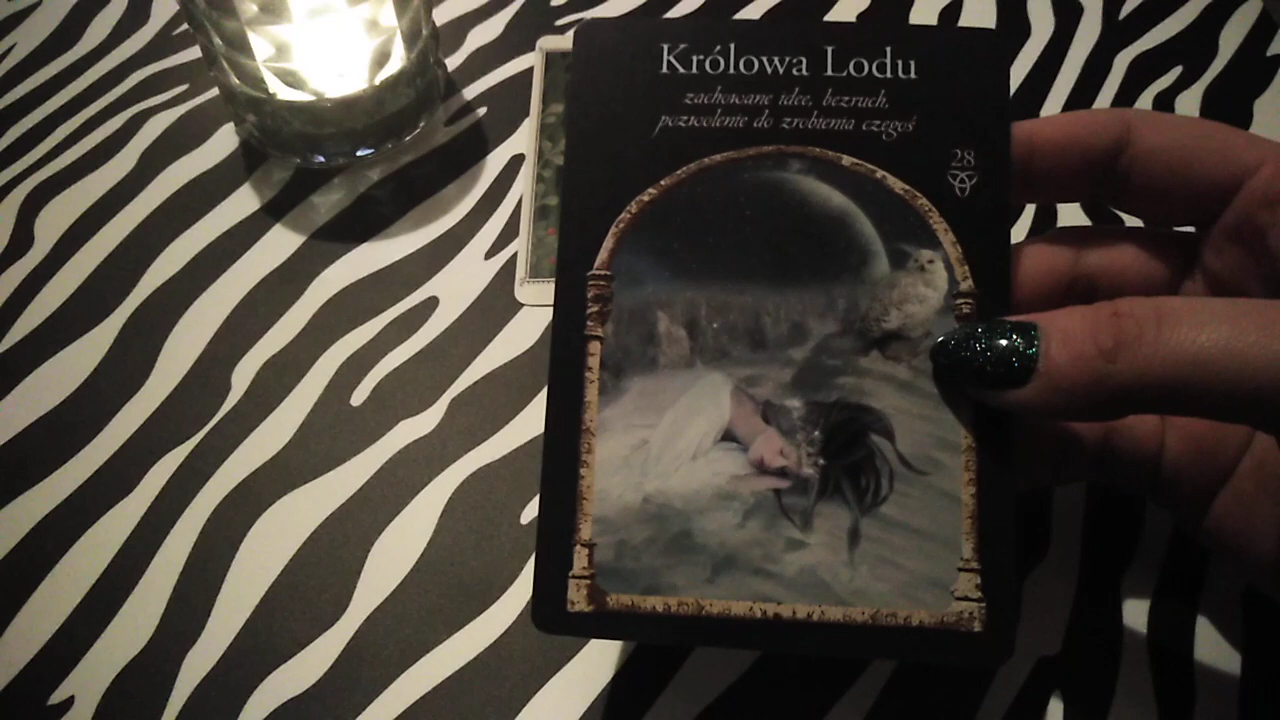 Królowa Lodu
zachowane idee, bezruch,
pozwolenie do zrobienia czegoś
28